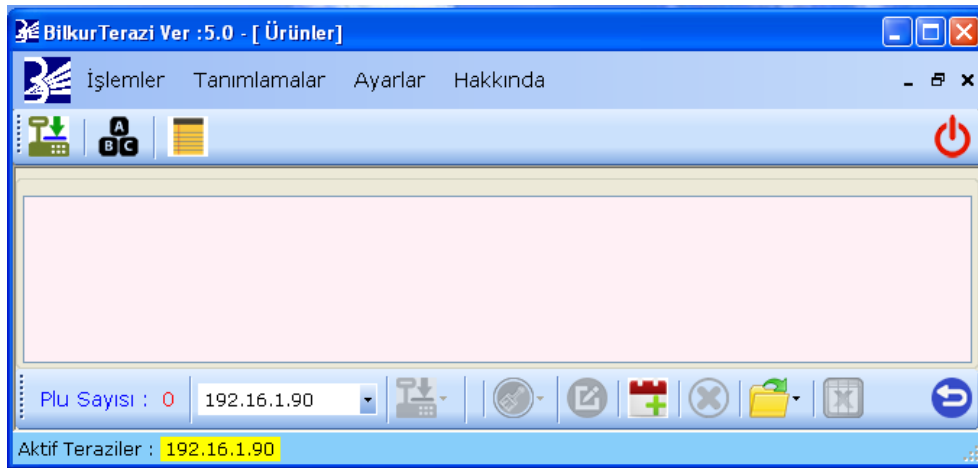 BilkurTerazi Ver :5.0 - [ Ürünler]
İşlemler Tanımlamalar Ayarlar Hakkında
A
B C
Plu Sayısı : 0 192.16.1.90
Aktif Teraziler : 192.16.1.90